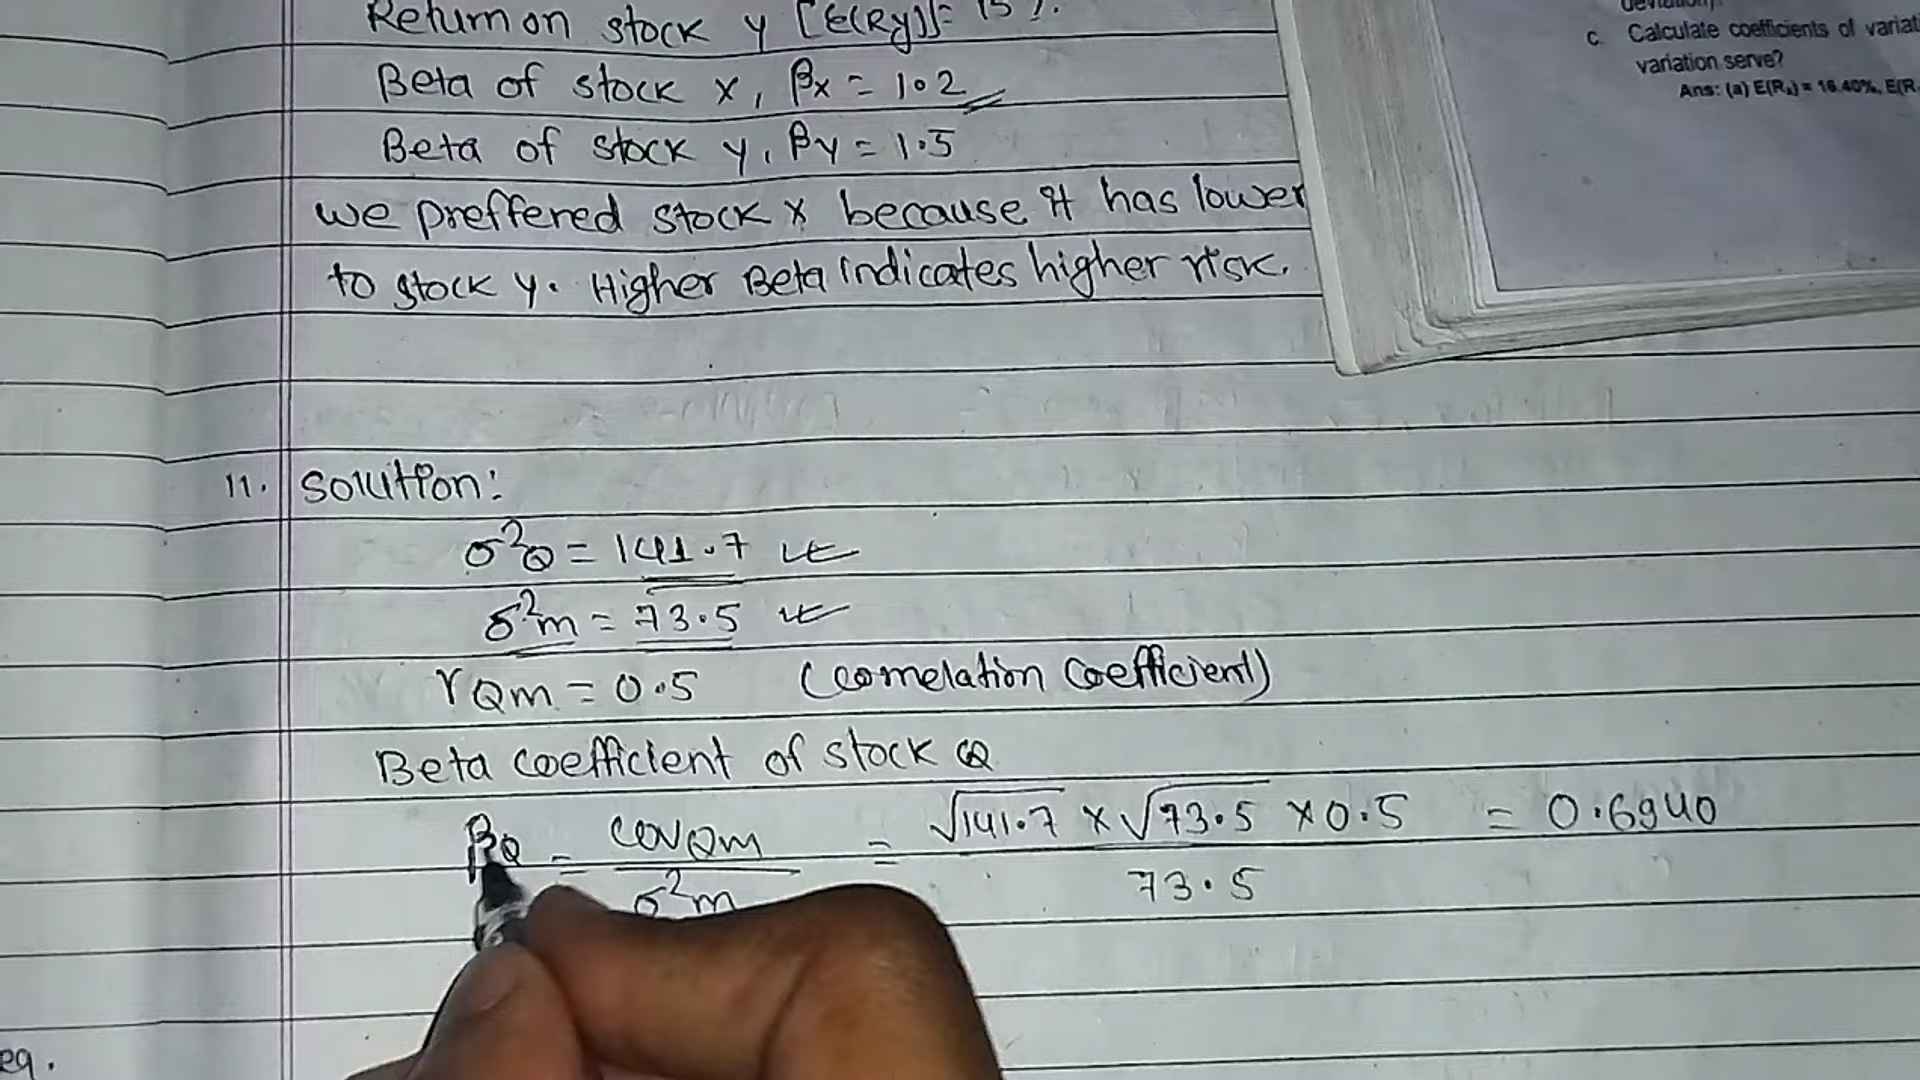 Return on stock y [E(Ry)] = 15%.
Beta of stock x, βx = 1.2
Beta of stock y, βy = 1.5
we preffered stock x because it has lower
to stock y. Higher Beta indicates higher risk.
c. Calculate coefficients of variat
variation serve?
Ans: (a) E(R
) = 16.40%, E(R
11. Solution:
σ²Q = 141.7
σ²m = 73.5
rQm = 0.5 (correlation coefficient)
Beta coefficient of stock Q
βQ = covQm / σ²m = √141.7 × √73.5 × 0.5 / 73.5 = 0.6940
eq.